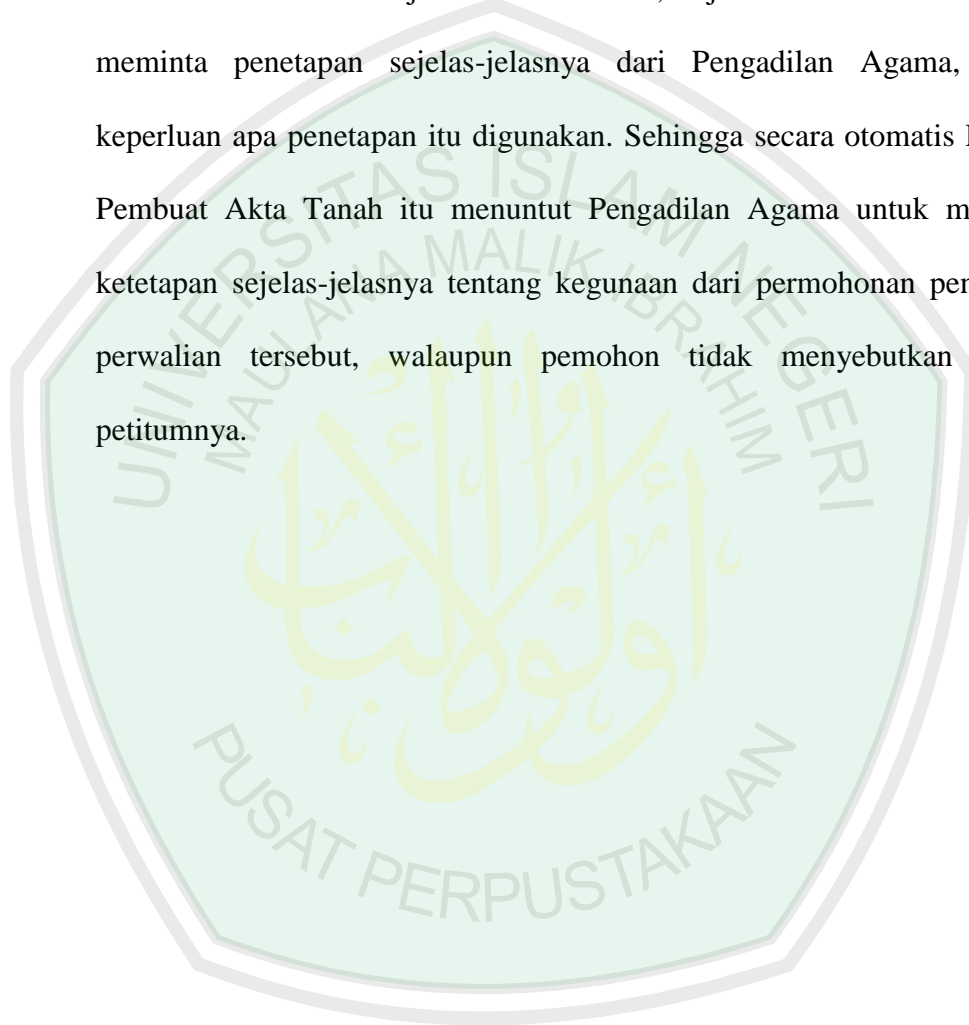 meminta penetapan sejelas-jelasnya dari Pengadilan Agama,
keperluan apa penetapan itu digunakan. Sehingga secara otomatis
Pembuat Akta Tanah itu menuntut Pengadilan Agama untuk
ketetapan sejelas-jelasnya tentang kegunaan dari permohonan
perwalian tersebut, walaupun pemohon tidak menyebutkan
petitumnya.
UNIVERSITAS ISLAM NEGERI
MAULANA MALIK IBRAHIM
PUSAT PERPUSTAKAAN